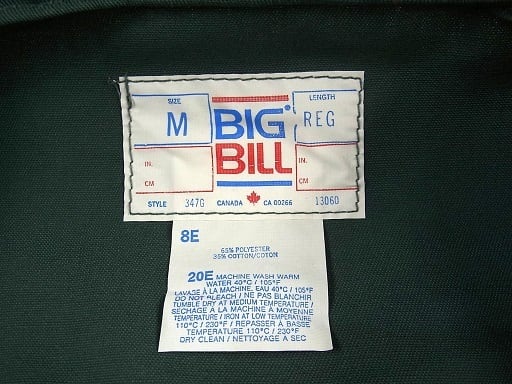 SIZE
LENGTH
M
BIG
REG
BILL
IN.
IN.
CM
CM
STYLE 347G CANADA CA 00266 13060
8E
65% POLYESTER
35% COTTON/COTON
20E MACHINE WASH WARM
WATER 40°C / 105°F
LAVAGE À LA MACHINE, EAU 40°C / 105°F
DO NOT BLEACH / NE PAS BLANCHIR
TUMBLE DRY AT MEDIUM TEMPERATURE /
SÉCHAGE À LA MACHINE À MOYENNE
TEMPÉRATURE / IRON AT LOW TEMPERATURE
110°C / 230°F / REPASSER À BASSE
TEMPERATURE 110°C / 230°F
DRY CLEAN / NETTOYAGE A SEC